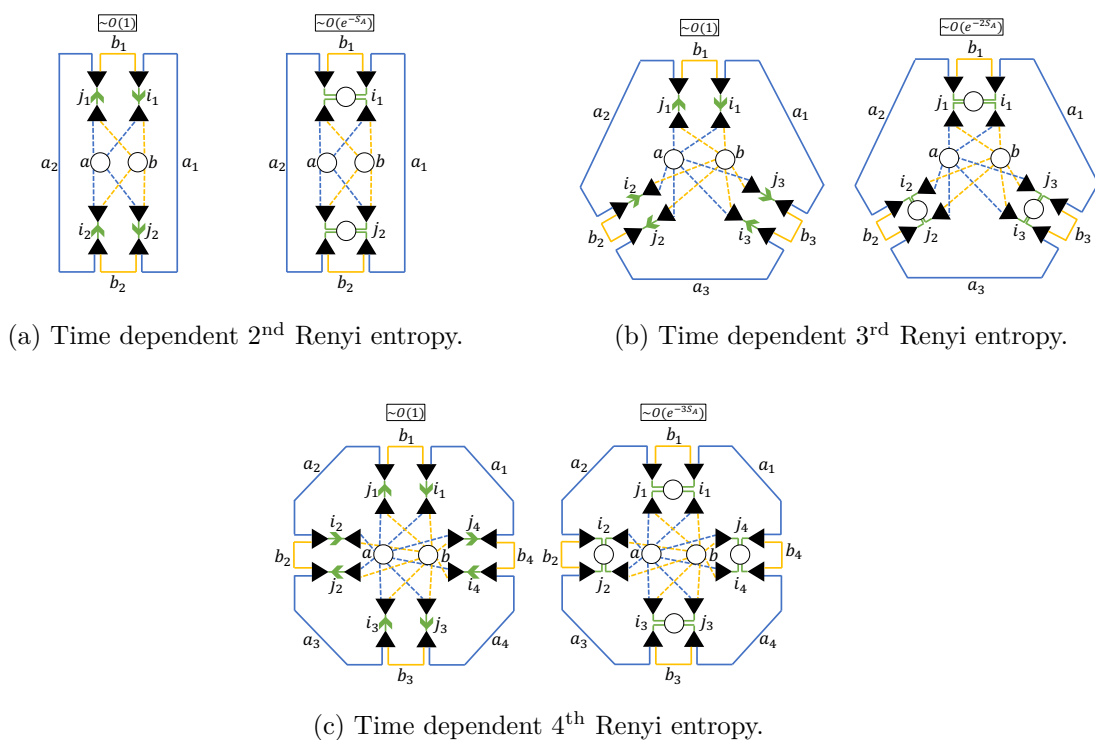 ~O(1)
b₁
j₁ i₁
a₂ a b a₁
i₂ j₂
b₂
~O(e^{-S_A})
b₁
i₁
a₂ a b a₁
j₂
b₂
(a) Time dependent 2nd Renyi entropy.
~O(1)
b₁
j₁ i₁
a₂ a₁
a b
i₂ j₃
b₂ j₂ i₃ b₃
a₃
~O(e^{-2S_A})
b₁
j₁ i₁
a₂ a₁
a b
i₂ j₃
b₂ j₂ i₃ b₃
a₃
(b) Time dependent 3rd Renyi entropy.
~O(1)
b₁
a₂ a₁
j₁ i₁
i₂ j₄
b₂ a b b₄
j₂ i₄
i₃ j₃
a₃ a₄
b₃
~O(e^{-3S_A})
b₁
a₂ a₁
j₁ i₁
i₂ j₄
b₂ a b b₄
j₂ i₄
i₃ j₃
a₃ a₄
b₃
(c) Time dependent 4th Renyi entropy.